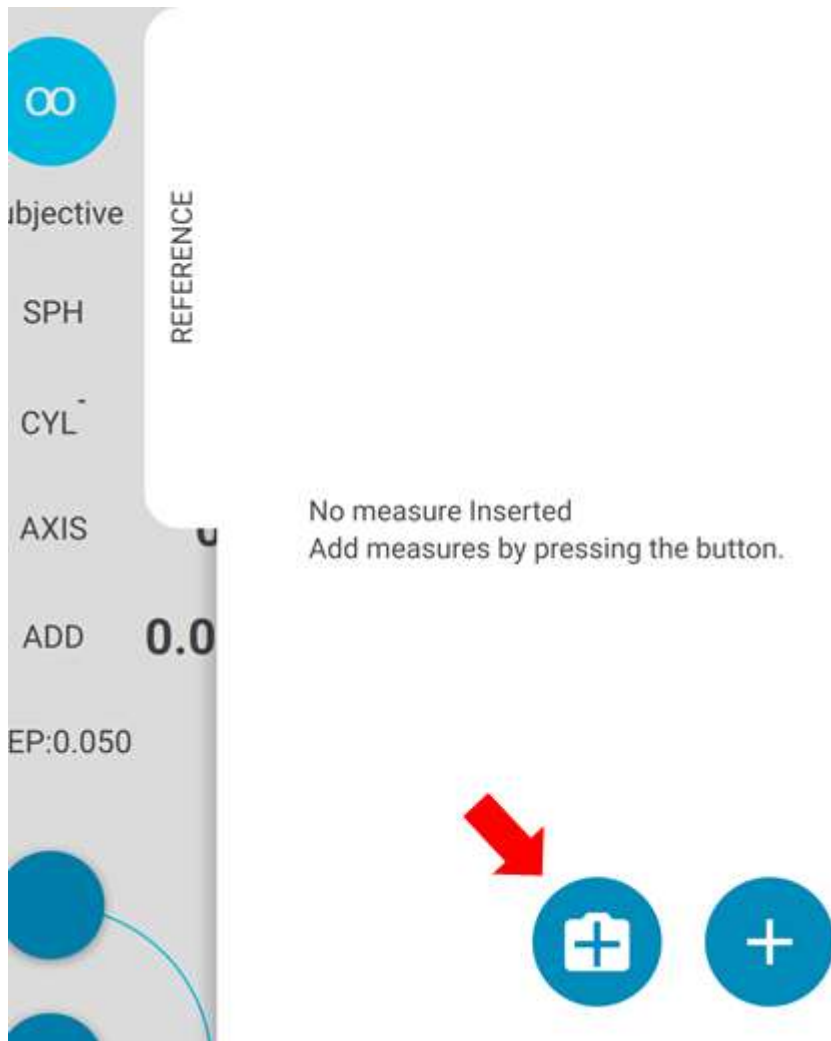 ∞
ubjective
SPH
CYL-
AXIS
ADD
0.0
EP:0.050
REFERENCE
No measure Inserted
Add measures by pressing the button.